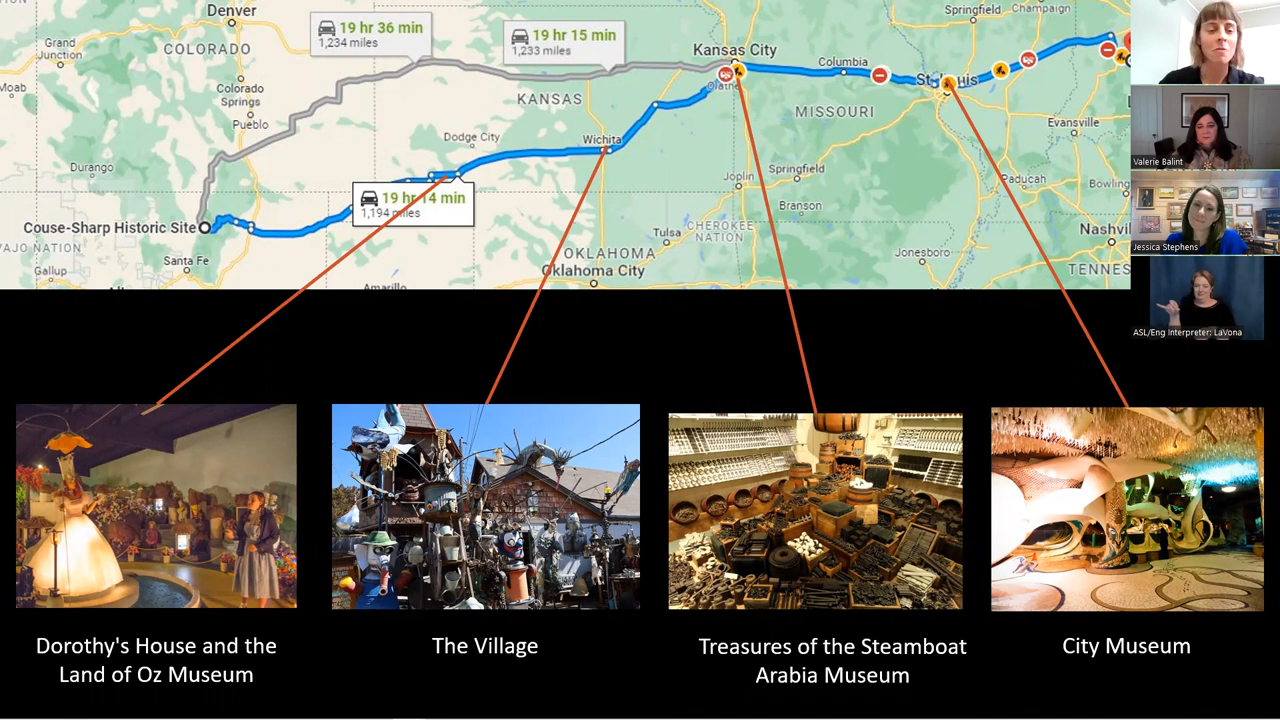 Denver
Springfield
Champaign
19 hr 36 min
1,234 miles
19 hr 15 min
1,233 miles
Grand
Junction
COLORADO
Kansas City
Columbia
St. Louis
Moab
Colorado
Springs
Olathe
KANSAS
MISSOURI
Pueblo
Evansville
Dodge City
Wichita
Valerie Balint
Durango
Springfield
Joplin
Paducah
Bowling
19 hr 14 min
1,194 miles
Branson
Couse-Sharp Historic Site
Tulsa
CHEROKEE
NATION
Nashvi
AJO NATION
Jessica Stephens
Santa Fe
OKLAHOMA
Jonesboro
Gallup
Oklahoma City
TENNES
Amarillo
ASL/Eng Interpreter: LaVona
Dorothy's House and the
Land of Oz Museum
The Village
Treasures of the Steamboat
Arabia Museum
City Museum